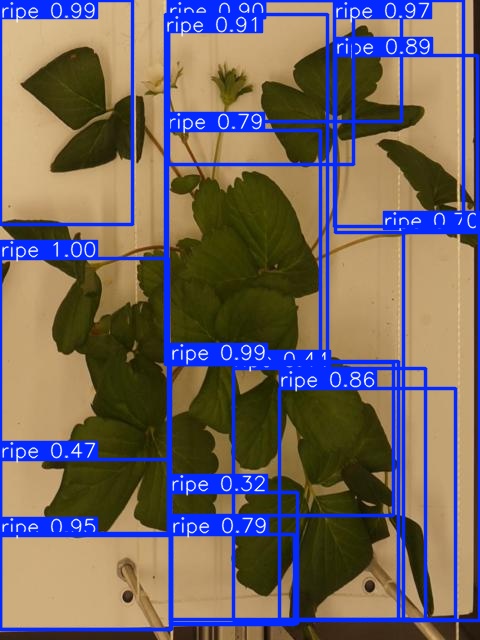 ripe 0.99
ripe 0.90
ripe 0.97
ripe 0.91
ripe 0.89
ripe 0.79
ripe 0.70
ripe 1.00
ripe 0.99
ripe 0.41
ripe 0.86
ripe 0.47
ripe 0.32
ripe 0.95
ripe 0.79